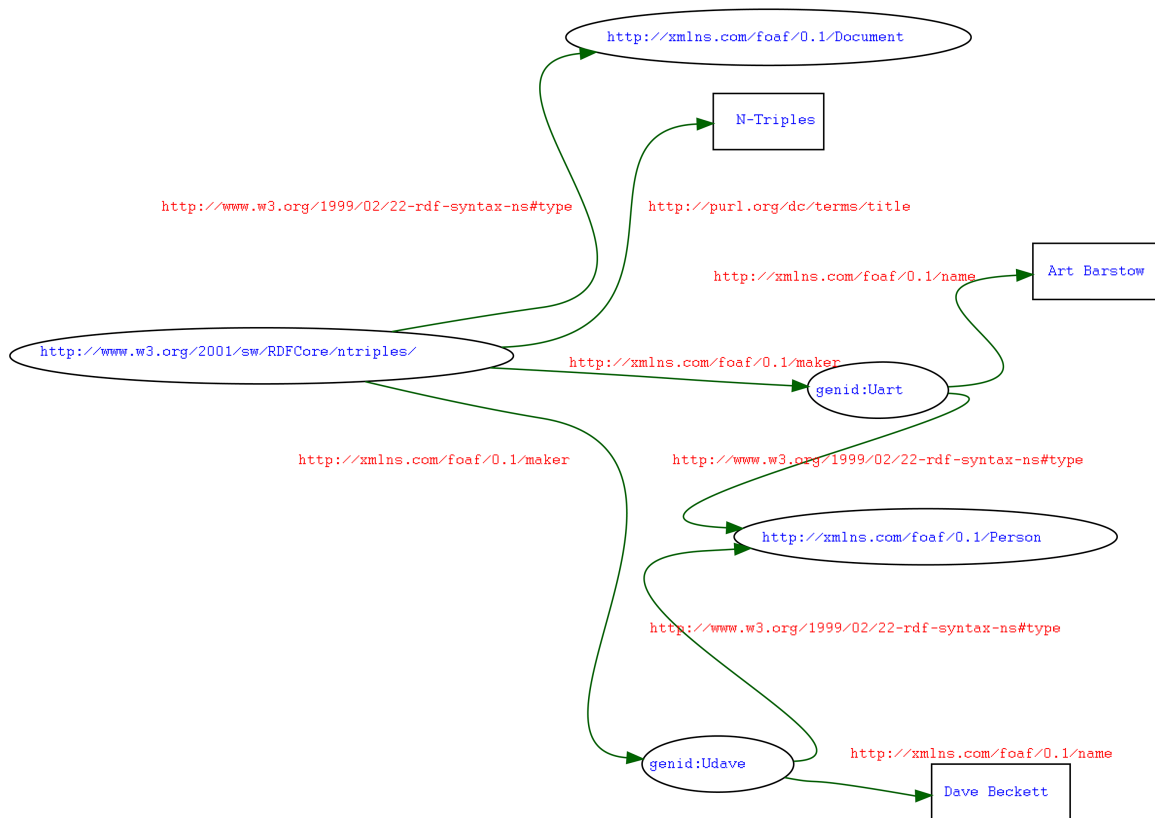 http://xmlns.com/foaf/0.1/Document
N-Triples
http://www.w3.org/1999/02/22-rdf-syntax-ns#type
http://purl.org/dc/terms/title
http://xmlns.com/foaf/0.1/name
Art Barstow
http://www.w3.org/2001/sw/RDFCore/ntriples/
http://xmlns.com/foaf/0.1/maker
genid:Uart
http://xmlns.com/foaf/0.1/maker
http://www.w3.org/1999/02/22-rdf-syntax-ns#type
http://xmlns.com/foaf/0.1/Person
http://www.w3.org/1999/02/22-rdf-syntax-ns#type
http://xmlns.com/foaf/0.1/name
genid:Udave
Dave Beckett